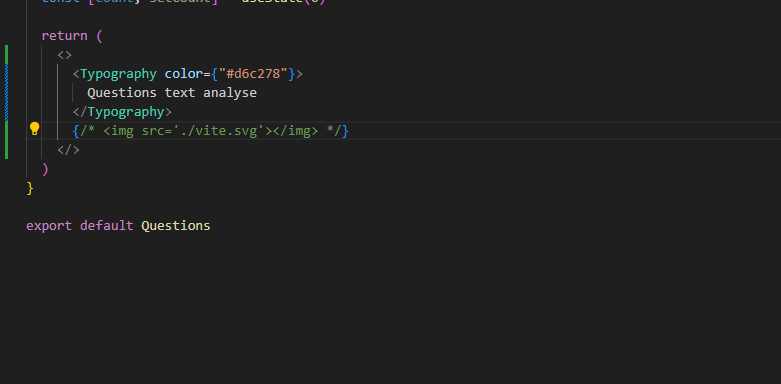 const [count, setCount] = useState(0)
return (
<>
<Typography color={"#d6c278"}>
Questions text analyse
</Typography>
{/* <img src='./vite.svg'></img> */}
</>
)
}
export default Questions